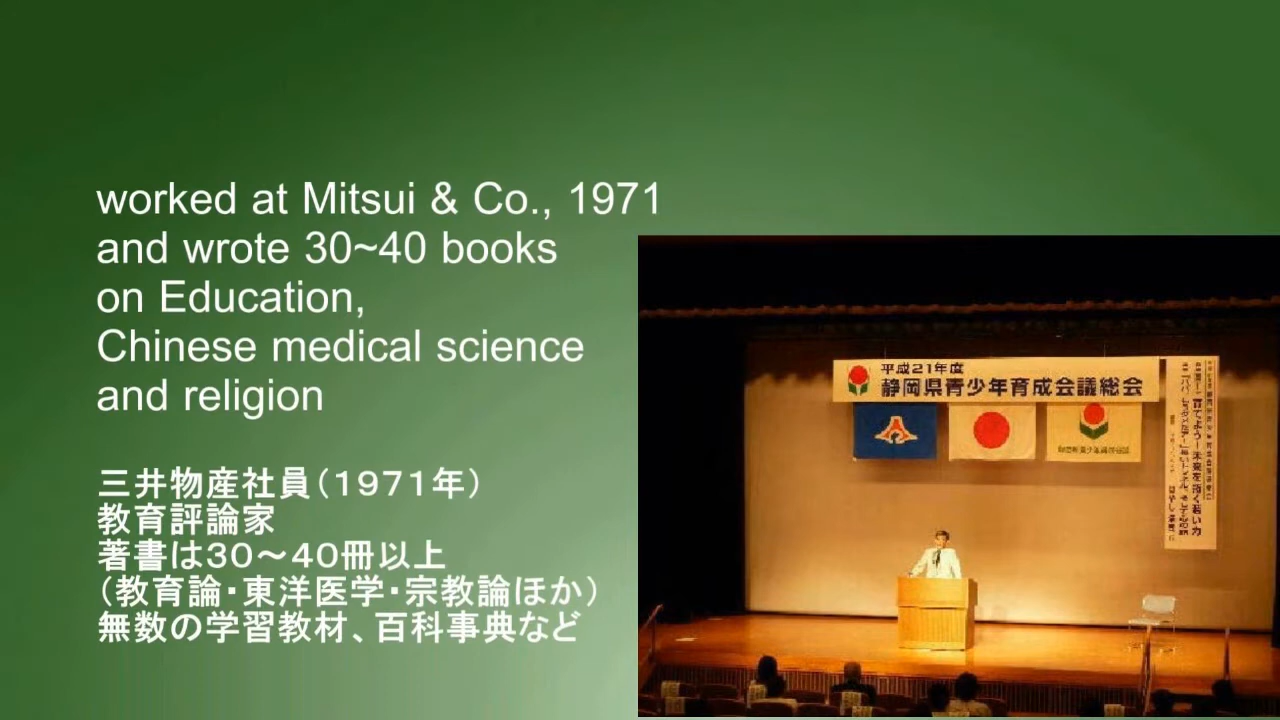 worked at Mitsui & Co., 1971
and wrote 30~40 books
on Education,
Chinese medical science
and religion
三井物産社員（１９７１年）
教育評論家
著書は３０～４０冊以上
（教育論・東洋医学・宗教論ほか）
無数の学習教材、百科事典など
平成21年度
静岡県青少年育成会議総会